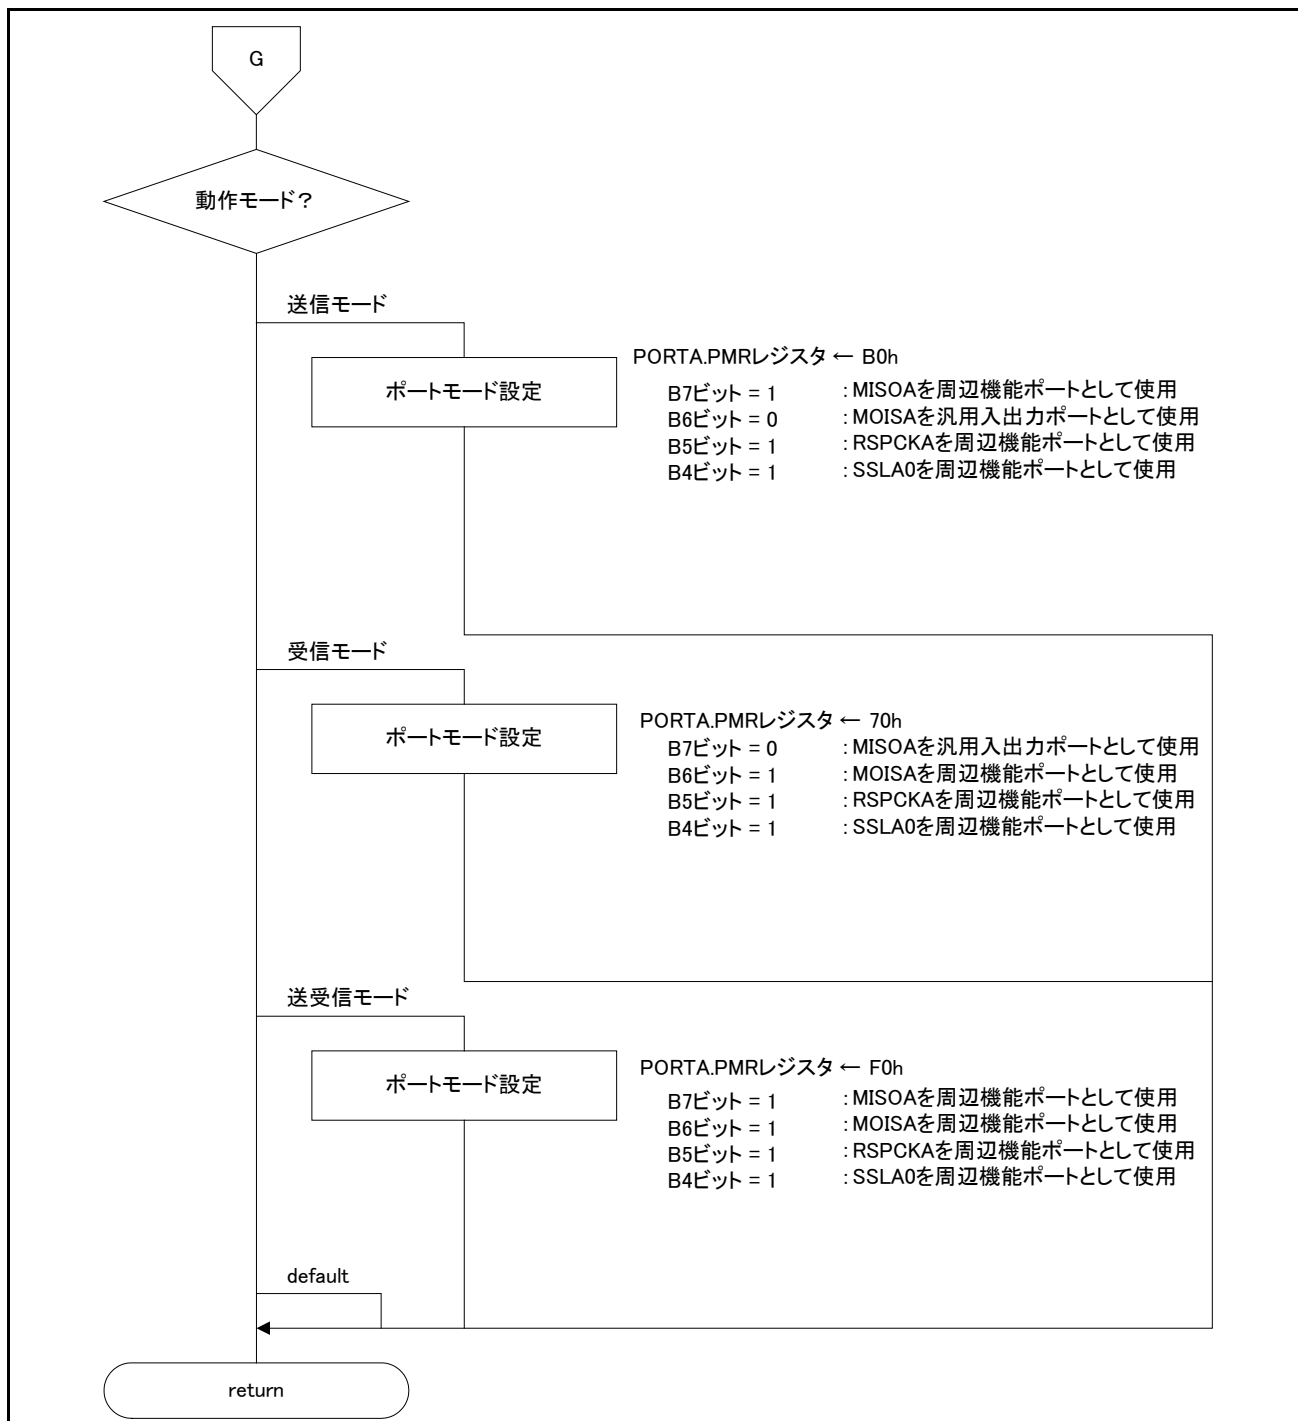 G
動作モード？
送信モード
ポートモード設定
PORTA.PMRレジスタ ← B0h
B7ビット = 1 : MISOAを周辺機能ポートとして使用
B6ビット = 0 : MOISAを汎用入出力ポートとして使用
B5ビット = 1 : RSPCKAを周辺機能ポートとして使用
B4ビット = 1 : SSLA0を周辺機能ポートとして使用
受信モード
ポートモード設定
PORTA.PMRレジスタ ← 70h
B7ビット = 0 : MISOAを汎用入出力ポートとして使用
B6ビット = 1 : MOISAを周辺機能ポートとして使用
B5ビット = 1 : RSPCKAを周辺機能ポートとして使用
B4ビット = 1 : SSLA0を周辺機能ポートとして使用
送受信モード
ポートモード設定
PORTA.PMRレジスタ ← F0h
B7ビット = 1 : MISOAを周辺機能ポートとして使用
B6ビット = 1 : MOISAを周辺機能ポートとして使用
B5ビット = 1 : RSPCKAを周辺機能ポートとして使用
B4ビット = 1 : SSLA0を周辺機能ポートとして使用
default
return